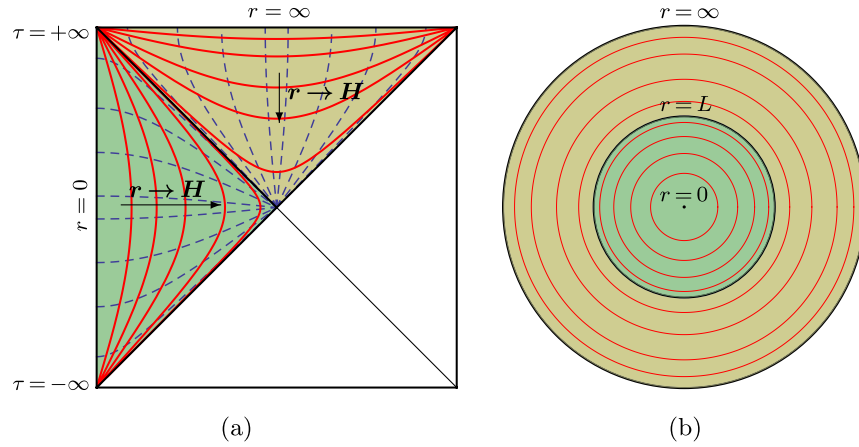 r = ∞
τ = +∞
r → H
r = 0
r → H
τ = −∞
(a)
r = ∞
r = L
r = 0
(b)